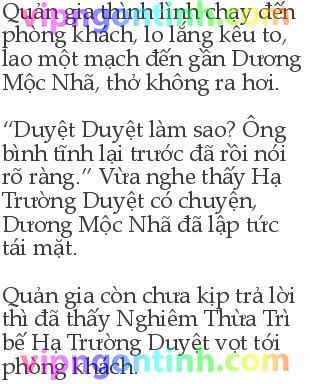 Quản gia thình lình chạy đến
phòng khách, lo lắng kêu to,
lao một mạch đến gần Dương
Mộc Nhã, thở không ra hơi.

“Duyệt Duyệt làm sao? Ông
bình tĩnh lại trước đã rồi nói
rõ ràng.” Vừa nghe thấy Hạ
Trường Duyệt có chuyện,
Dương Mộc Nhã đã lập tức
tái mặt.

Quản gia còn chưa kịp trả lời
thì đã thấy Nghiêm Thừa Trì
bế Hạ Trường Duyệt vọt tới
phòng khách.
vipngontinh.com
vipngontinh.com